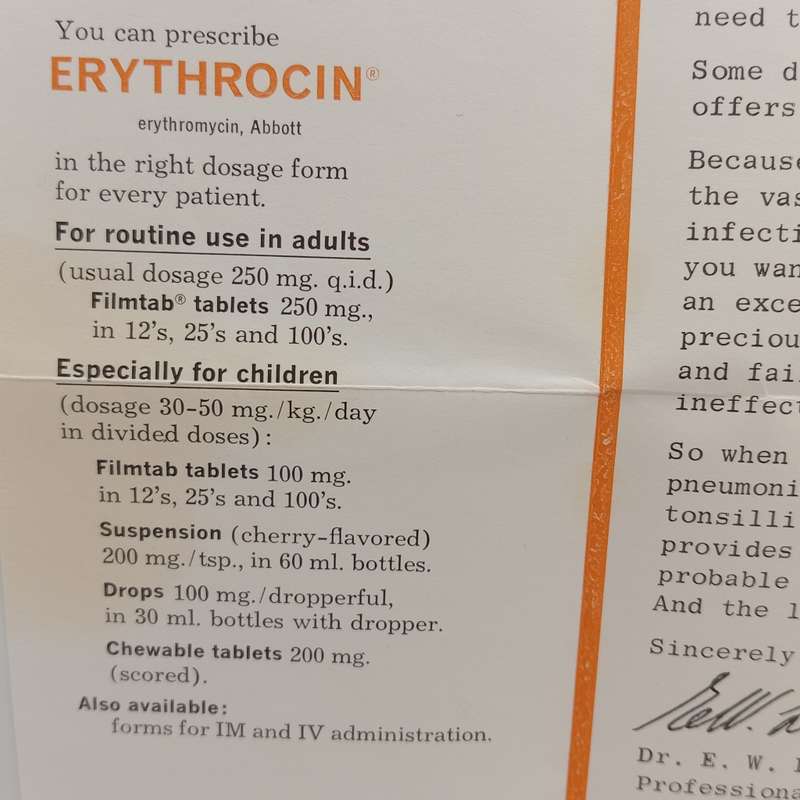 You can prescribe
ERYTHROCIN®
erythromycin, Abbott
in the right dosage form
for every patient.
For routine use in adults
(usual dosage 250 mg. q.i.d.)
Filmtab® tablets 250 mg.,
in 12's, 25's and 100's.
Especially for children
(dosage 30-50 mg./kg./day
in divided doses):
Filmtab tablets 100 mg.
in 12's, 25's and 100's.
Suspension (cherry-flavored)
200 mg./tsp., in 60 ml. bottles.
Drops 100 mg./dropperful,
in 30 ml. bottles with dropper.
Chewable tablets 200 mg.
(scored).
Also available:
forms for IM and IV administration.
need
Some
offers
Because
the
you
an
and
So when
provides
probable
And the
Sincerely
Dr. E. W.